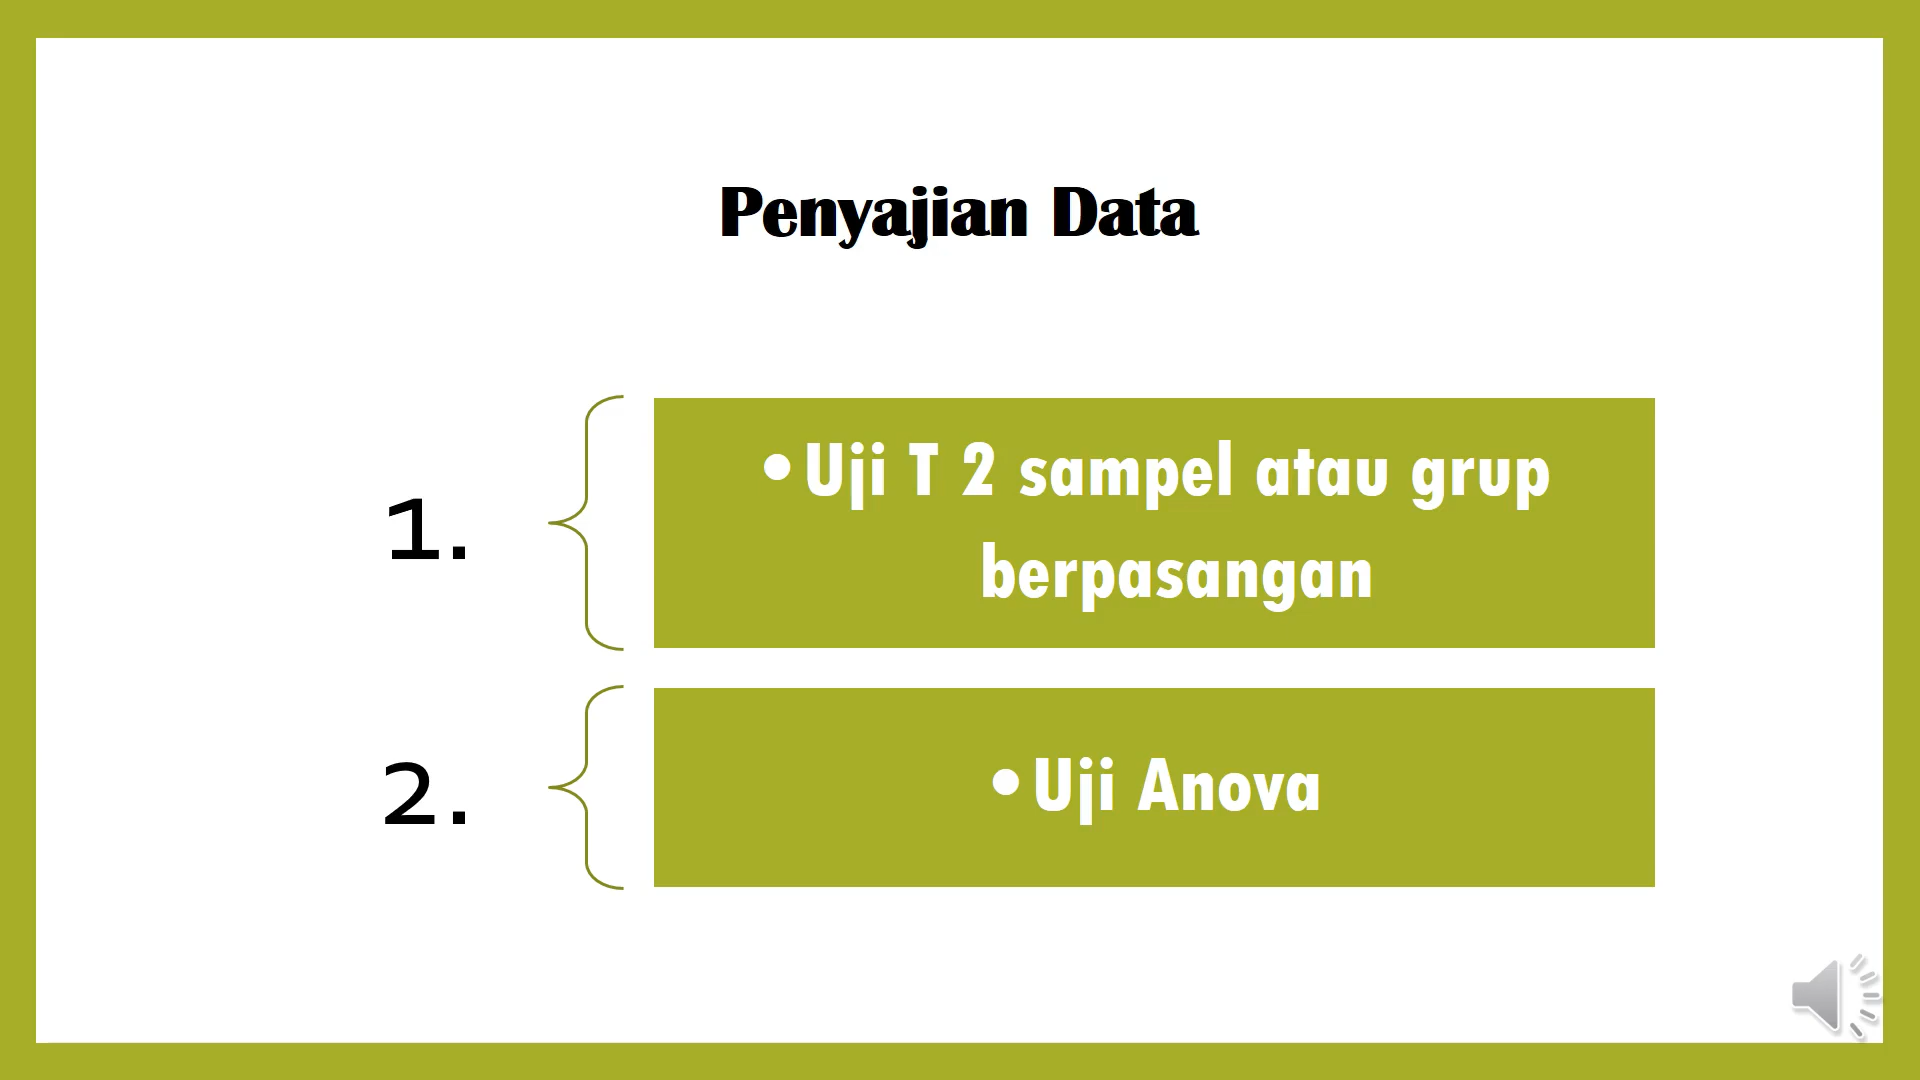 Penyajian Data
1.
•Uji T 2 sampel atau grup
berpasangan
2.
•Uji Anova